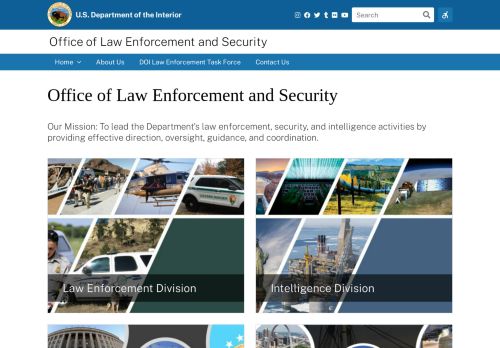 U.S. Department of the Interior
Search
Office of Law Enforcement and Security
Home
About Us
DOI Law Enforcement Task Force
Contact Us
Office of Law Enforcement and Security
Our Mission: To lead the Department's law enforcement, security, and intelligence activities by
providing effective direction, oversight, guidance, and coordination.
Law Enforcement Division
Intelligence Division